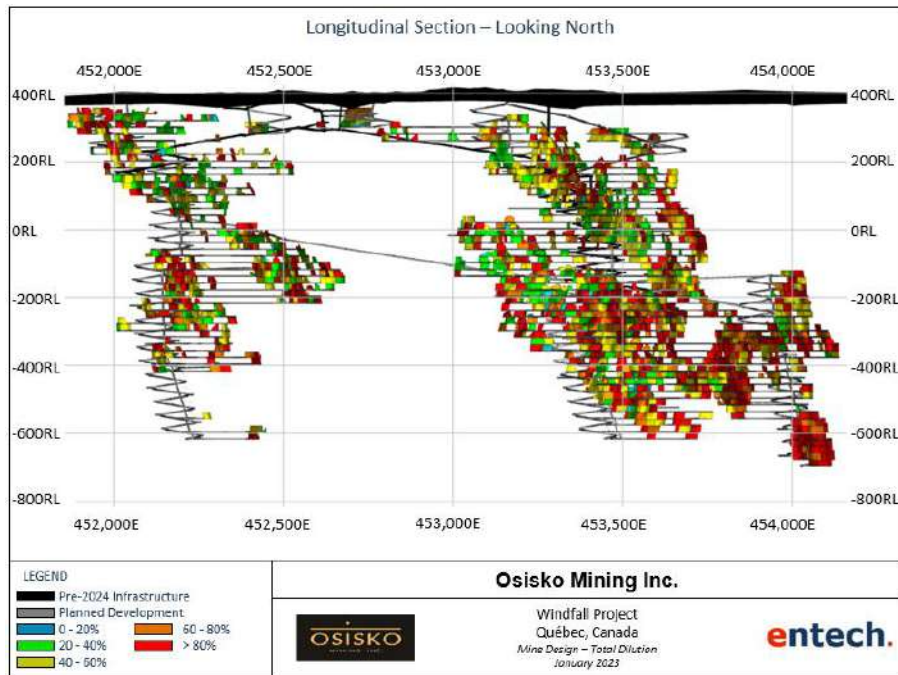 Longitudinal Section – Looking North
452,000E 452,500E 453,000E 453,500E 454,000E
400RL 400RL
200RL 200RL
0RL 0RL
-200RL -200RL
-400RL -400RL
-600RL -600RL
-800RL -800RL
452,000E 452,500E 453,000E 453,500E 454,000E
LEGEND
Pre-2024 Infrastructure
Planned Development
0 - 20% 60 - 80%
20 - 40% > 80%
40 - 60%
Osisko Mining Inc.
OSISKO
Windfall Project
Québec, Canada
Mine Design – Total Dilution
January 2023
entech.